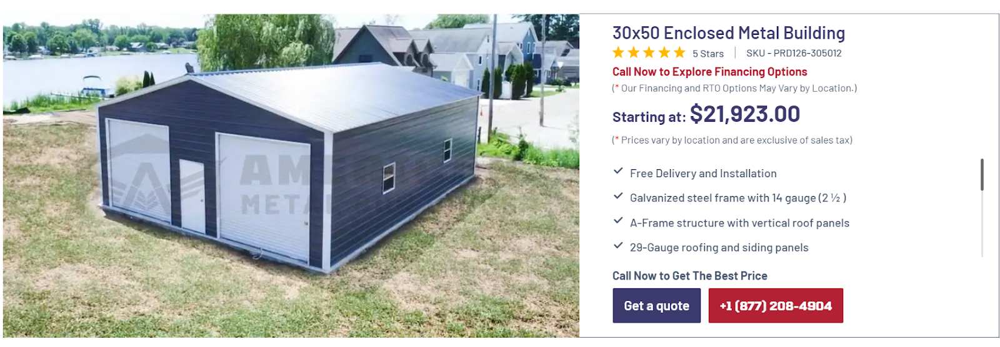 30x50 Enclosed Metal Building
5 Stars | SKU - PRD126-305012
Call Now to Explore Financing Options
(* Our Financing and RTO Options May Vary by Location.)
Starting at: $21,923.00
(* Prices vary by location and are exclusive of sales tax)
Free Delivery and Installation
Galvanized steel frame with 14 gauge (2 ½ )
A-Frame structure with vertical roof panels
29-Gauge roofing and siding panels
Call Now to Get The Best Price
Get a quote
+1 (877) 208-4904